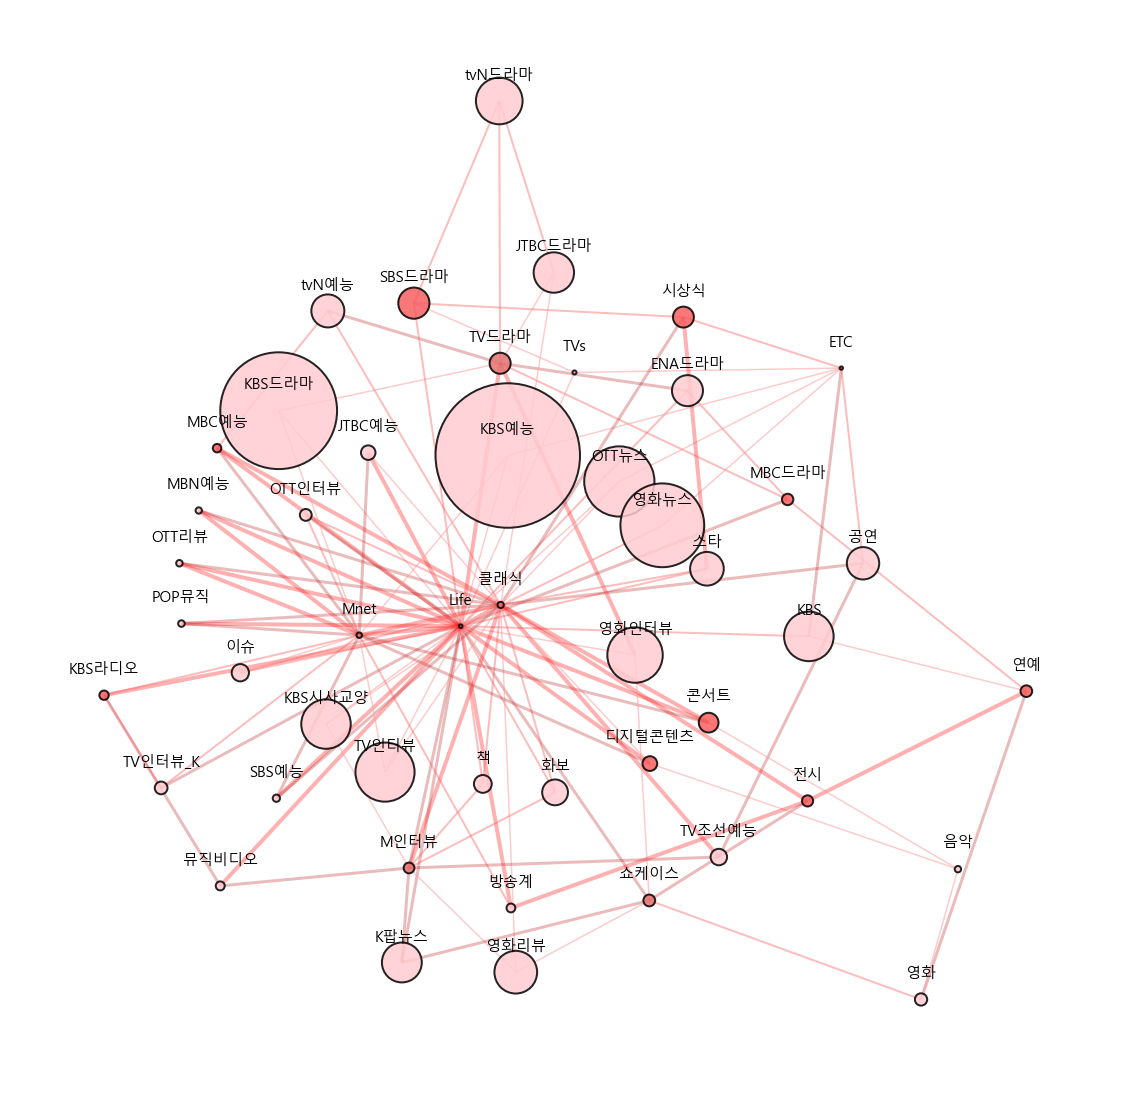 tvN드라마
JTBC드라마
SBS드라마
tvN예능
시상식
TV드라마
TVs
ETC
ENA드라마
KBS드라마
MBC예능
JTBC예능
KBS예능
OTT뉴스
MBC드라마
MBN예능
OTT인터뷰
영화뉴스
OTT리뷰
스타
공연
클래식
POP뮤직
Life
Mnet
KBS
영화인터뷰
이슈
KBS라디오
연예
KBS시사교양
콘서트
디지털콘텐츠
TV인터뷰
책
화보
TV인터뷰_K
SBS예능
전시
TV조선예능
M인터뷰
음악
뮤직비디오
방송계
쇼케이스
K팝뉴스
영화리뷰
영화